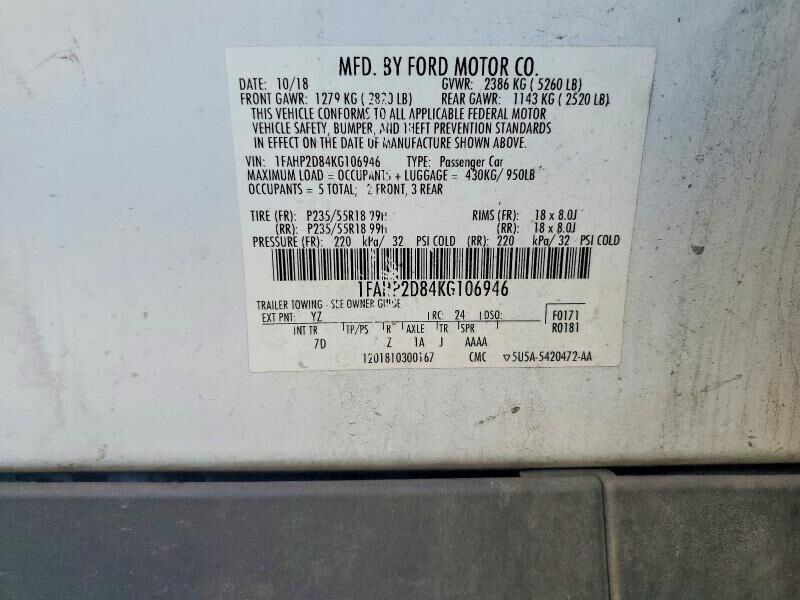 MFD. BY FORD MOTOR CO.
DATE: 10/18 GVWR: 2386 KG ( 5260 LB)
FRONT GAWR: 1279 KG ( 2820 LB) REAR GAWR: 1143 KG ( 2520 LB)
THIS VEHICLE CONFORMS TO ALL APPLICABLE FEDERAL MOTOR
VEHICLE SAFETY, BUMPER, AND THEFT PREVENTION STANDARDS
IN EFFECT ON THE DATE OF MANUFACTURE SHOWN ABOVE.
VIN: 1FAHP2D84KG106946 TYPE: Passenger Car
MAXIMUM LOAD = OCCUPANTS + LUGGAGE = 430KG/ 950LB
OCCUPANTS = 5 TOTAL; 2 FRONT, 3 REAR
TIRE (FR): P235/55R18 99H RIMS (FR): 18 x 8.0J
(RR): P235/55R18 99H (RR): 18 x 8.0J
PRESSURE (FR): 220 kPa/ 32 PSI COLD (RR): 220 kPa/ 32 PSI COLD
1FAHP2D84KG106946
TRAILER TOWING - SEE OWNER GUIDE
EXT PNT: YZ RC: 24 DSO: F0171
INT TR TP/PS R AXLE TR SPR R0181
7D Z 1A J AAAA
1201810300167 CMC ▽5U5A-5420472-AA